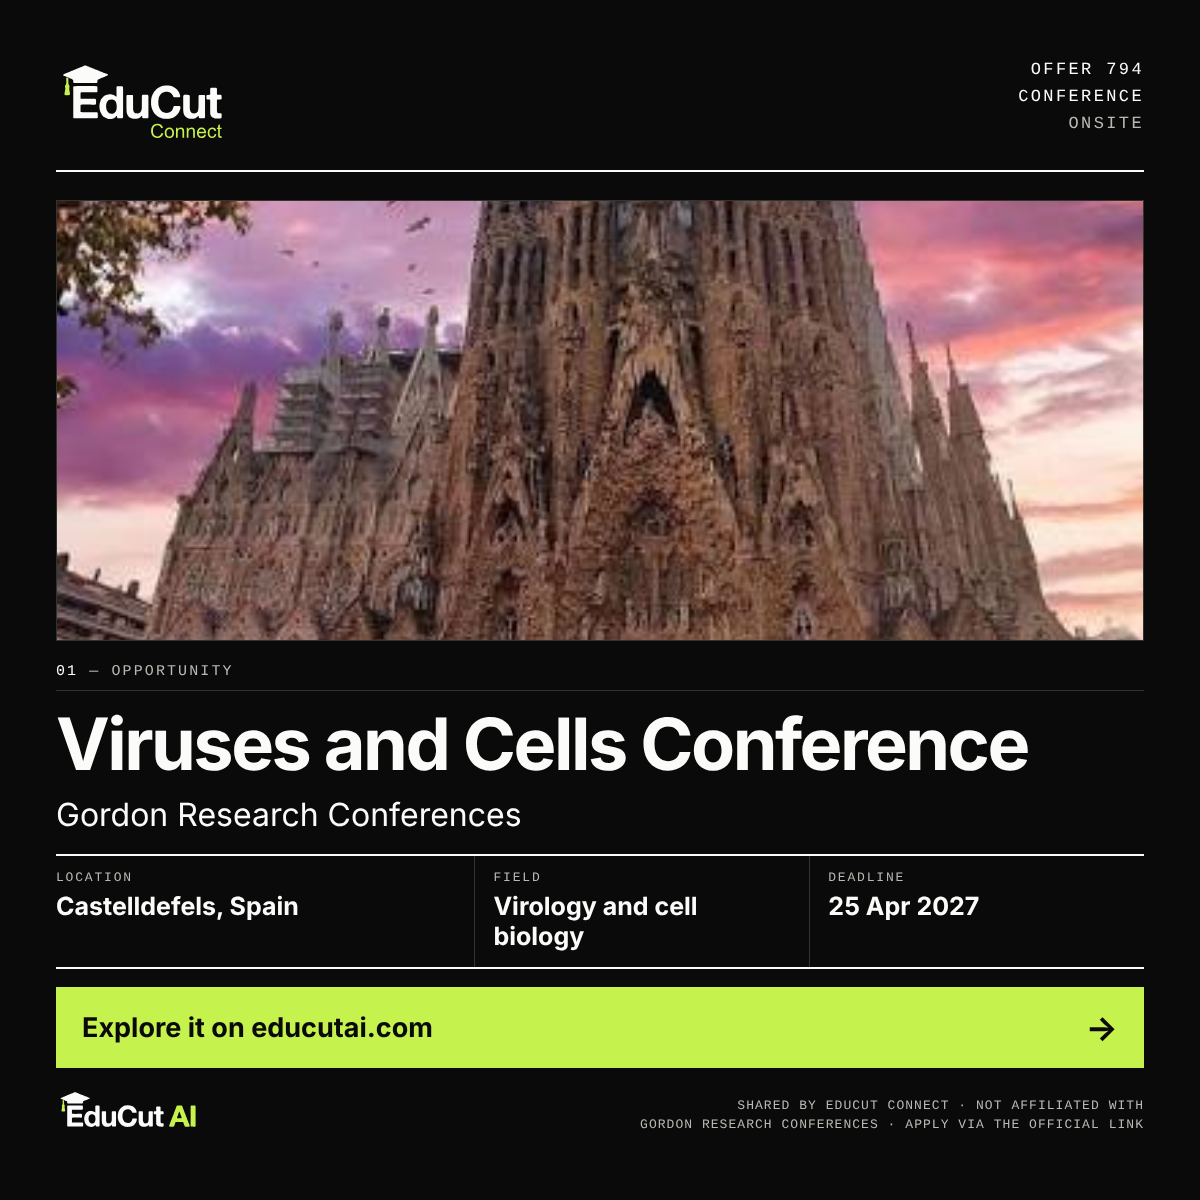 EduCut
Connect
OFFER 794
CONFERENCE
ONSITE
01 — OPPORTUNITY
Viruses and Cells Conference
Gordon Research Conferences
LOCATION
Castelldefels, Spain
FIELD
Virology and cell
biology
DEADLINE
25 Apr 2027
Explore it on educutai.com →
EduCut AI
SHARED BY EDUCUT CONNECT · NOT AFFILIATED WITH
GORDON RESEARCH CONFERENCES · APPLY VIA THE OFFICIAL LINK